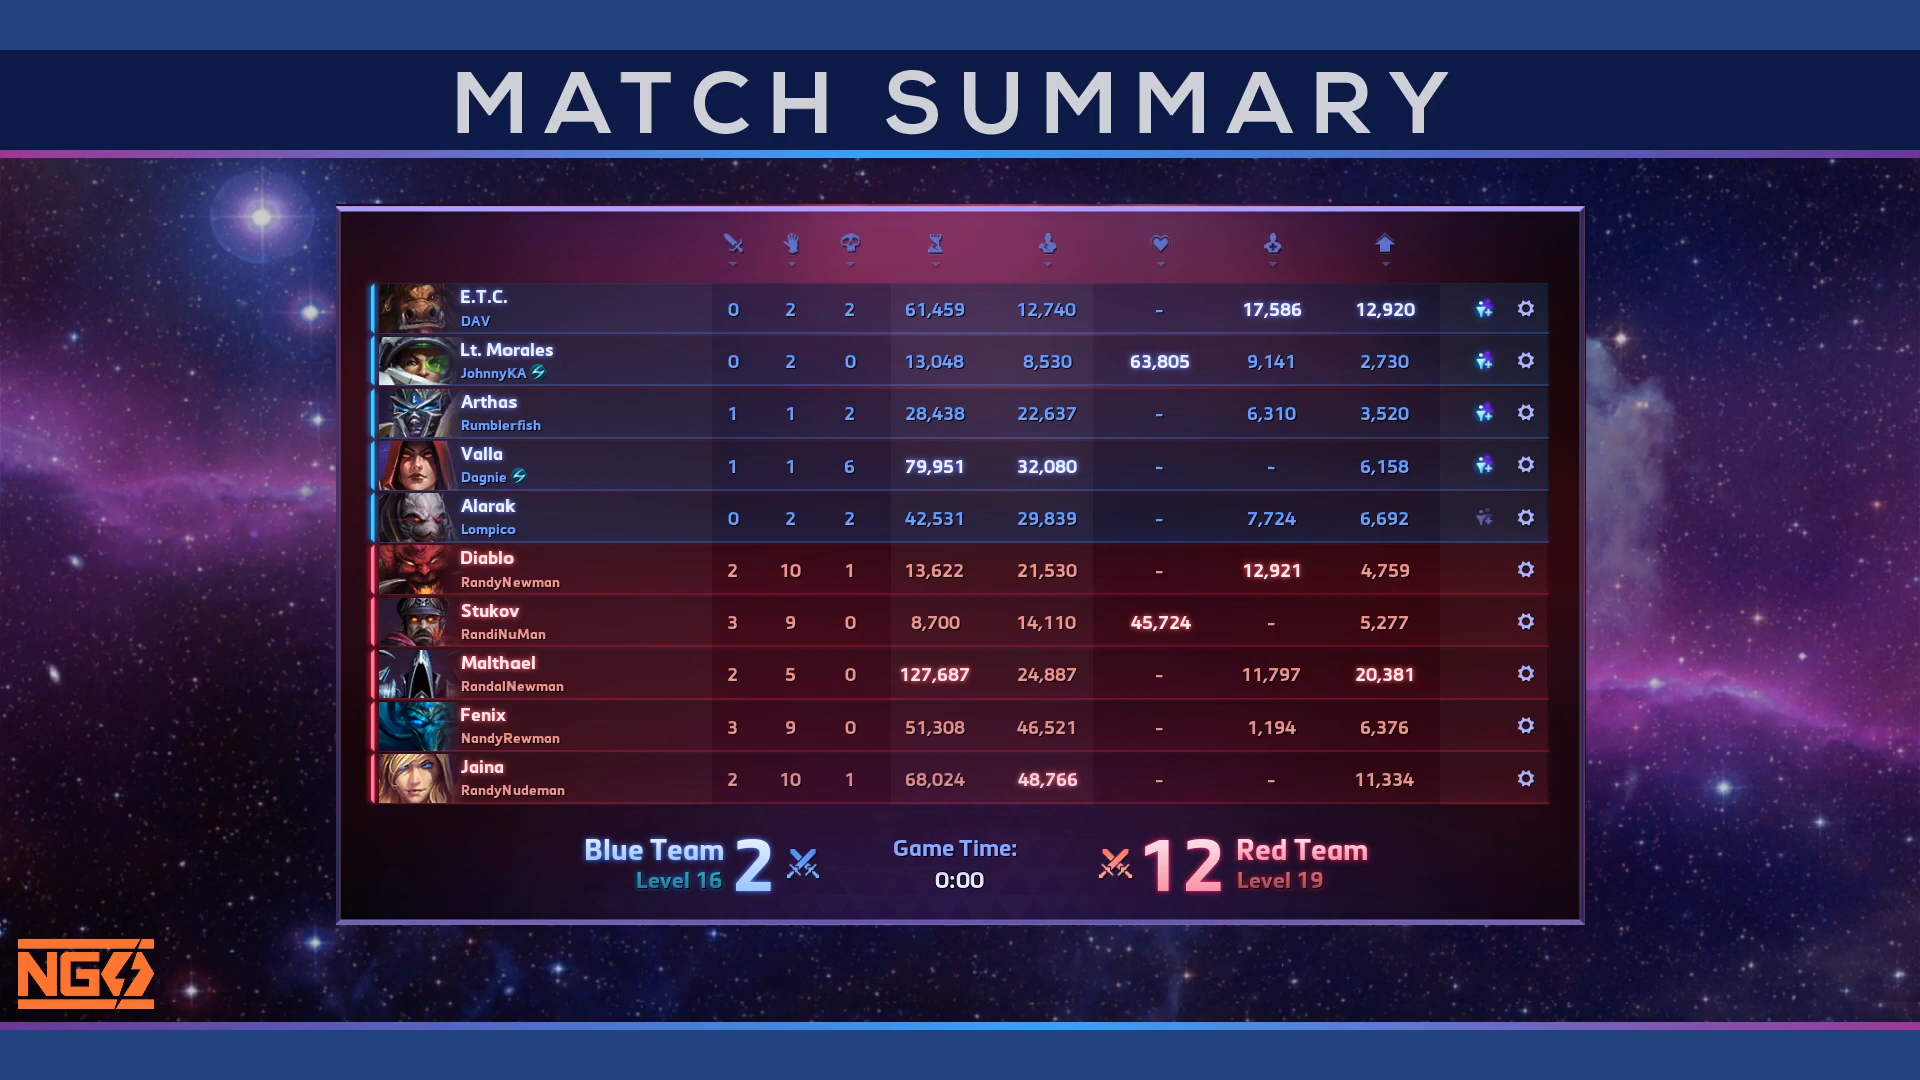 MATCH SUMMARY
E.T.C.
DAV
0 2 2 61,459 12,740 - 17,586 12,920
Lt. Morales
JohnnyKA
0 2 0 13,048 8,530 63,805 9,141 2,730
Arthas
Rumblerfish
1 1 2 28,438 22,637 - 6,310 3,520
Valla
Dagnie
1 1 6 79,951 32,080 - - 6,158
Alarak
Lompico
0 2 2 42,531 29,839 - 7,724 6,692
Diablo
RandyNewman
2 10 1 13,622 21,530 - 12,921 4,759
Stukov
RandiNuMan
3 9 0 8,700 14,110 45,724 - 5,277
Malthael
RandalNewman
2 5 0 127,687 24,887 - 11,797 20,381
Fenix
NandyRewman
3 9 0 51,308 46,521 - 1,194 6,376
Jaina
RandyNudeman
2 10 1 68,024 48,766 - - 11,334
Blue Team 2 Game Time: 12 Red Team
Level 16 0:00 Level 19
NGS